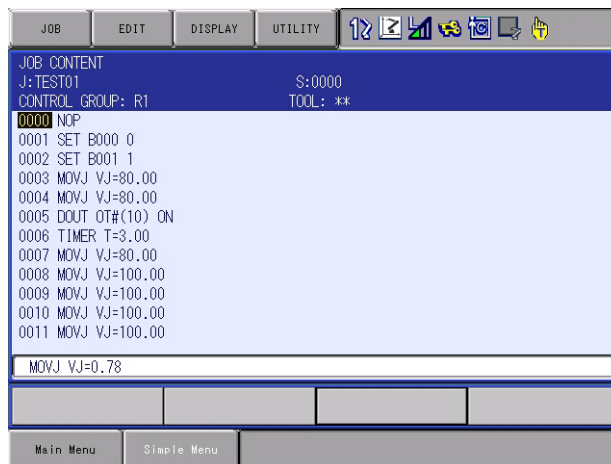 JOB EDIT DISPLAY UTILITY
JOB CONTENT
J:TEST01 S:0000
CONTROL GROUP: R1 TOOL: **
0000 NOP
0001 SET B000 0
0002 SET B001 1
0003 MOVJ VJ=80.00
0004 MOVJ VJ=80.00
0005 DOUT OT#(10) ON
0006 TIMER T=3.00
0007 MOVJ VJ=80.00
0008 MOVJ VJ=100.00
0009 MOVJ VJ=100.00
0010 MOVJ VJ=100.00
0011 MOVJ VJ=100.00
MOVJ VJ=0.78
Main Menu Simple Menu